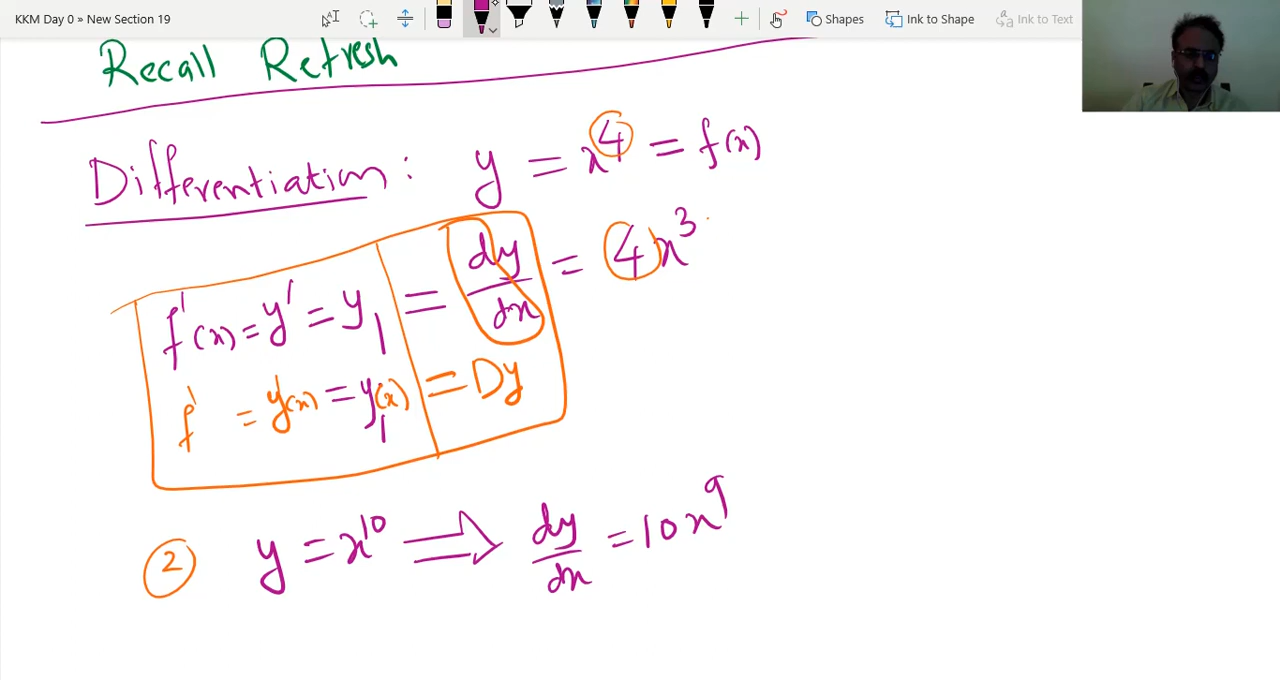 KKM Day 0 » New Section 19
Shapes
Ink to Shape
Ink to Text
Recall Refresh
Differentiation: y = x⁴ = f(x)
f'(x) = y' = y₁ = dy/dx = 4x³
f' = y'(x) = y₁(x) = Dy
② y = x¹⁰ ⟹ dy/dx = 10x⁹